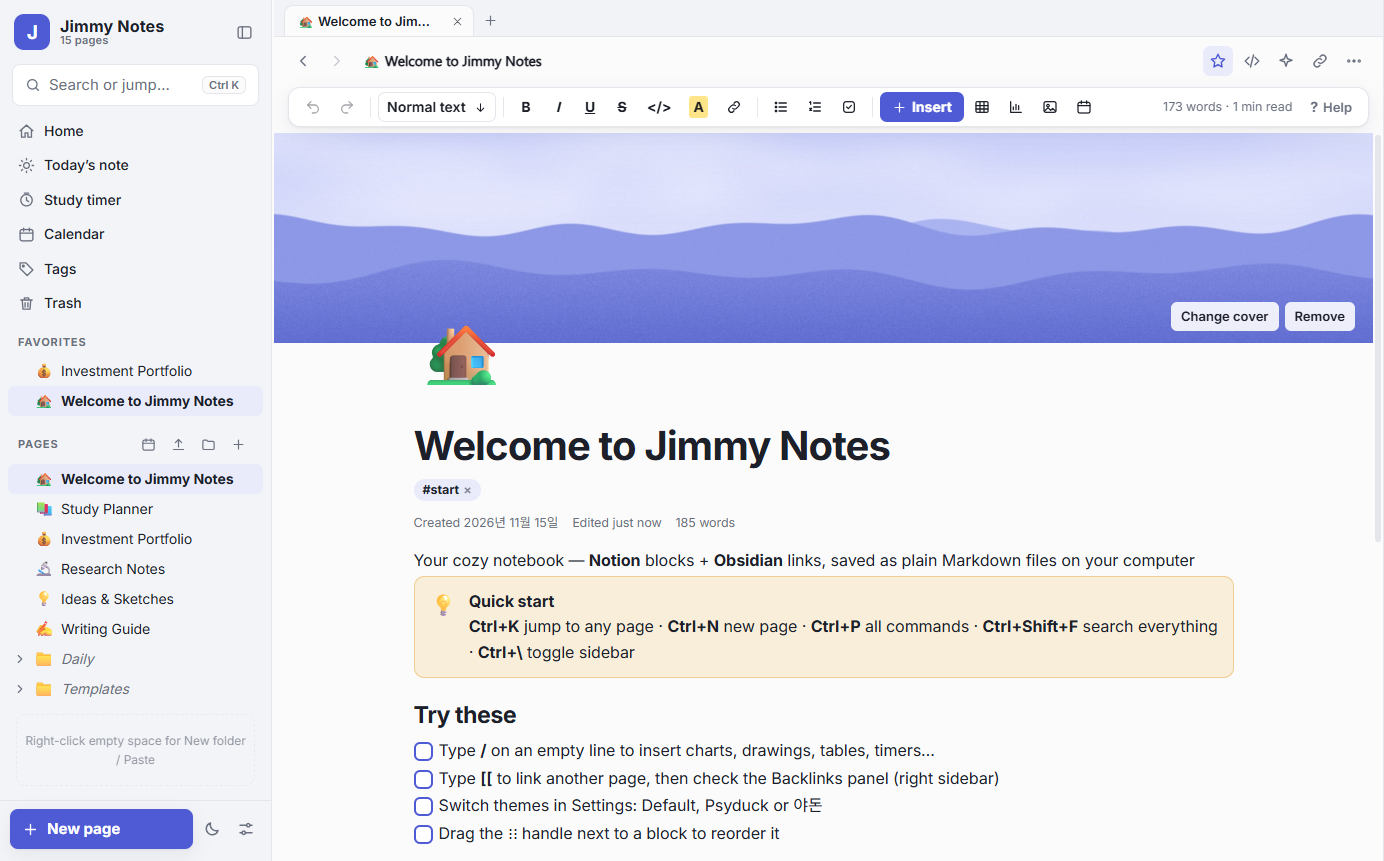 J
Jimmy Notes
15 pages
Search or jump... Ctrl K
Home
Today's note
Study timer
Calendar
Tags
Trash
FAVORITES
Investment Portfolio
Welcome to Jimmy Notes
PAGES
Welcome to Jimmy Notes
Study Planner
Investment Portfolio
Research Notes
Ideas & Sketches
Writing Guide
Daily
Templates
Right-click empty space for New folder
/ Paste
New page
Welcome to Jim...
Welcome to Jimmy Notes
Normal text
B I U S </> A
Insert
173 words · 1 min read ? Help
Change cover Remove
Welcome to Jimmy Notes
#start ×
Created 2026년 11월 15일 Edited just now 185 words
Your cozy notebook — Notion blocks + Obsidian links, saved as plain Markdown files on your computer
Quick start
Ctrl+K jump to any page · Ctrl+N new page · Ctrl+P all commands · Ctrl+Shift+F search everything
· Ctrl+\ toggle sidebar
Try these
Type / on an empty line to insert charts, drawings, tables, timers...
Type [[ to link another page, then check the Backlinks panel (right sidebar)
Switch themes in Settings: Default, Psyduck or 야돈
Drag the ⁝⁝ handle next to a block to reorder it